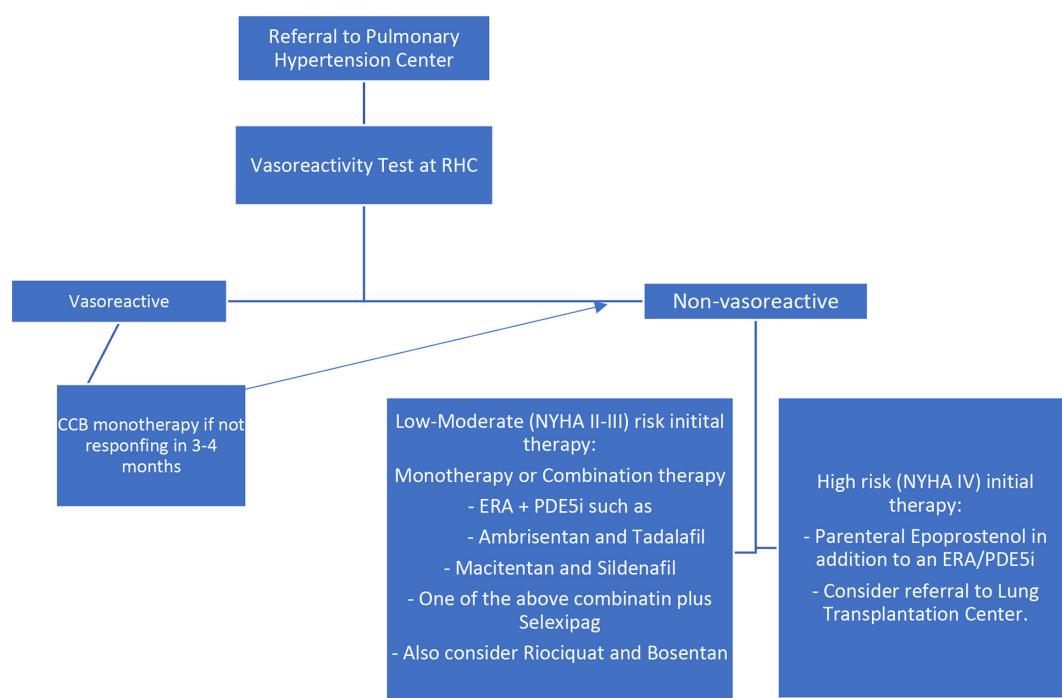 Referral to Pulmonary
Hypertension Center
Vasoreactivity Test at RHC
Vasoreactive
Non-vasoreactive
CCB monotherapy if not
responfing in 3-4
months
Low-Moderate (NYHA II-III) risk initital
therapy:
Monotherapy or Combination therapy
- ERA + PDE5i such as
- Ambrisentan and Tadalafil
- Macitentan and Sildenafil
- One of the above combinatin plus
Selexipag
- Also consider Riociquat and Bosentan
High risk (NYHA IV) initial
therapy:
- Parenteral Epoprostenol in
addition to an ERA/PDE5i
- Consider referral to Lung
Transplantation Center.